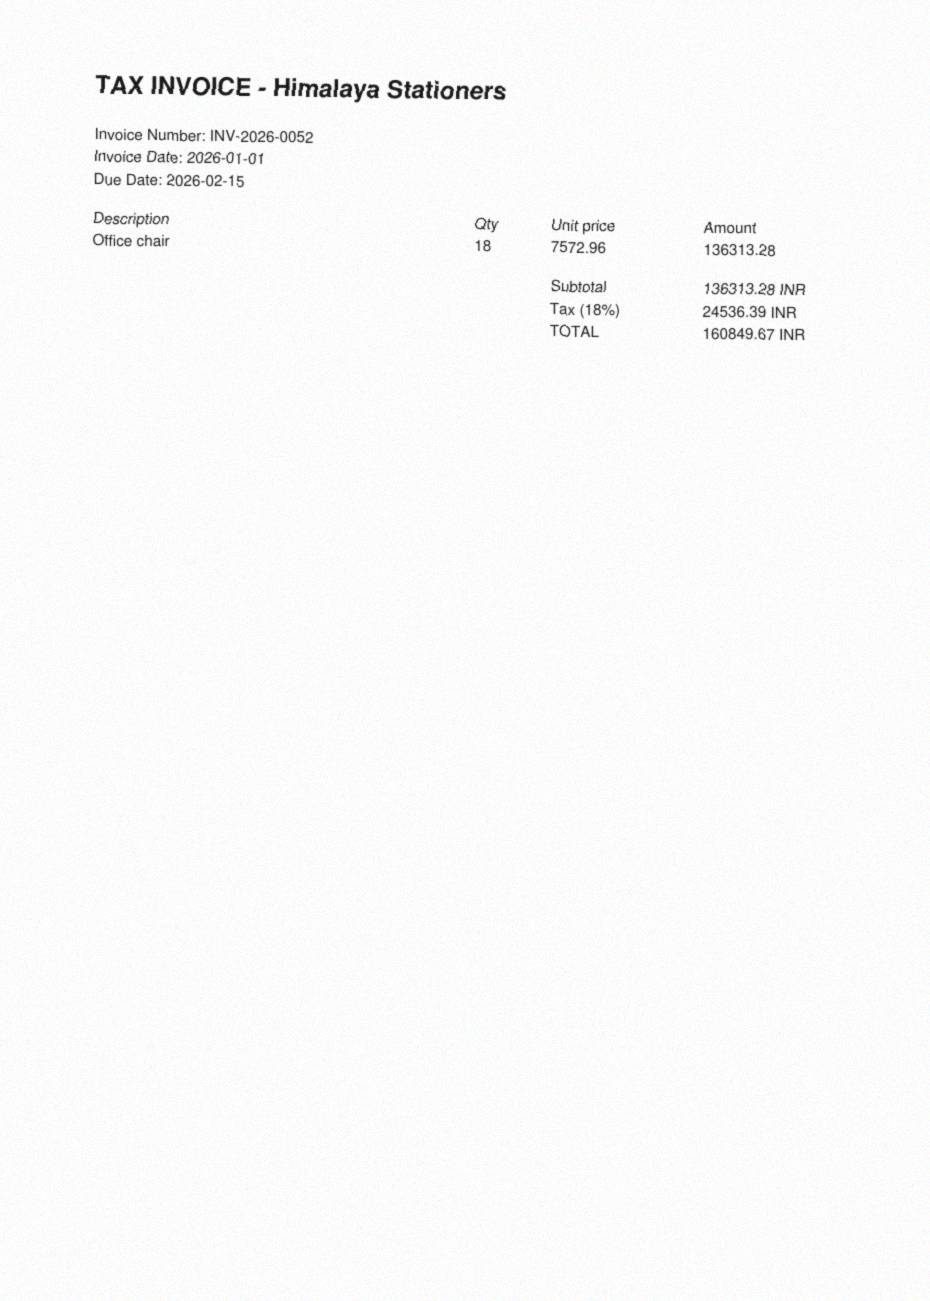 TAX INVOICE - Himalaya Stationers
Invoice Number: INV-2026-0052
Invoice Date: 2026-01-01
Due Date: 2026-02-15
Description Qty Unit price Amount
Office chair 18 7572.96 136313.28
Subtotal 136313.28 INR
Tax (18%) 24536.39 INR
TOTAL 160849.67 INR